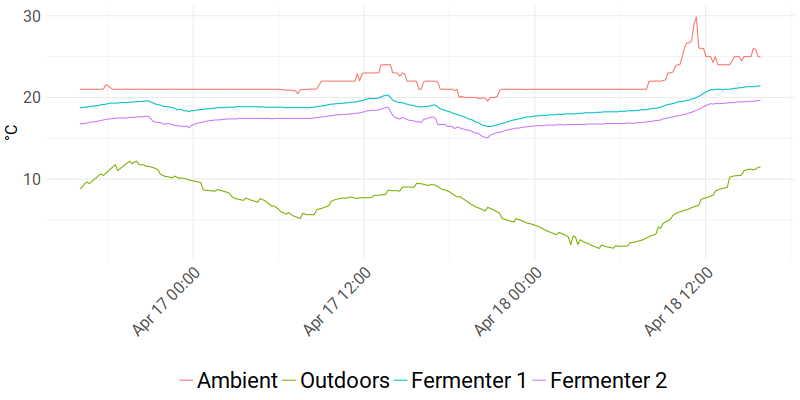 30
20
10
°C
Apr 17 00:00
Apr 17 12:00
Apr 18 00:00
Apr 18 12:00
Ambient Outdoors Fermenter 1 Fermenter 2